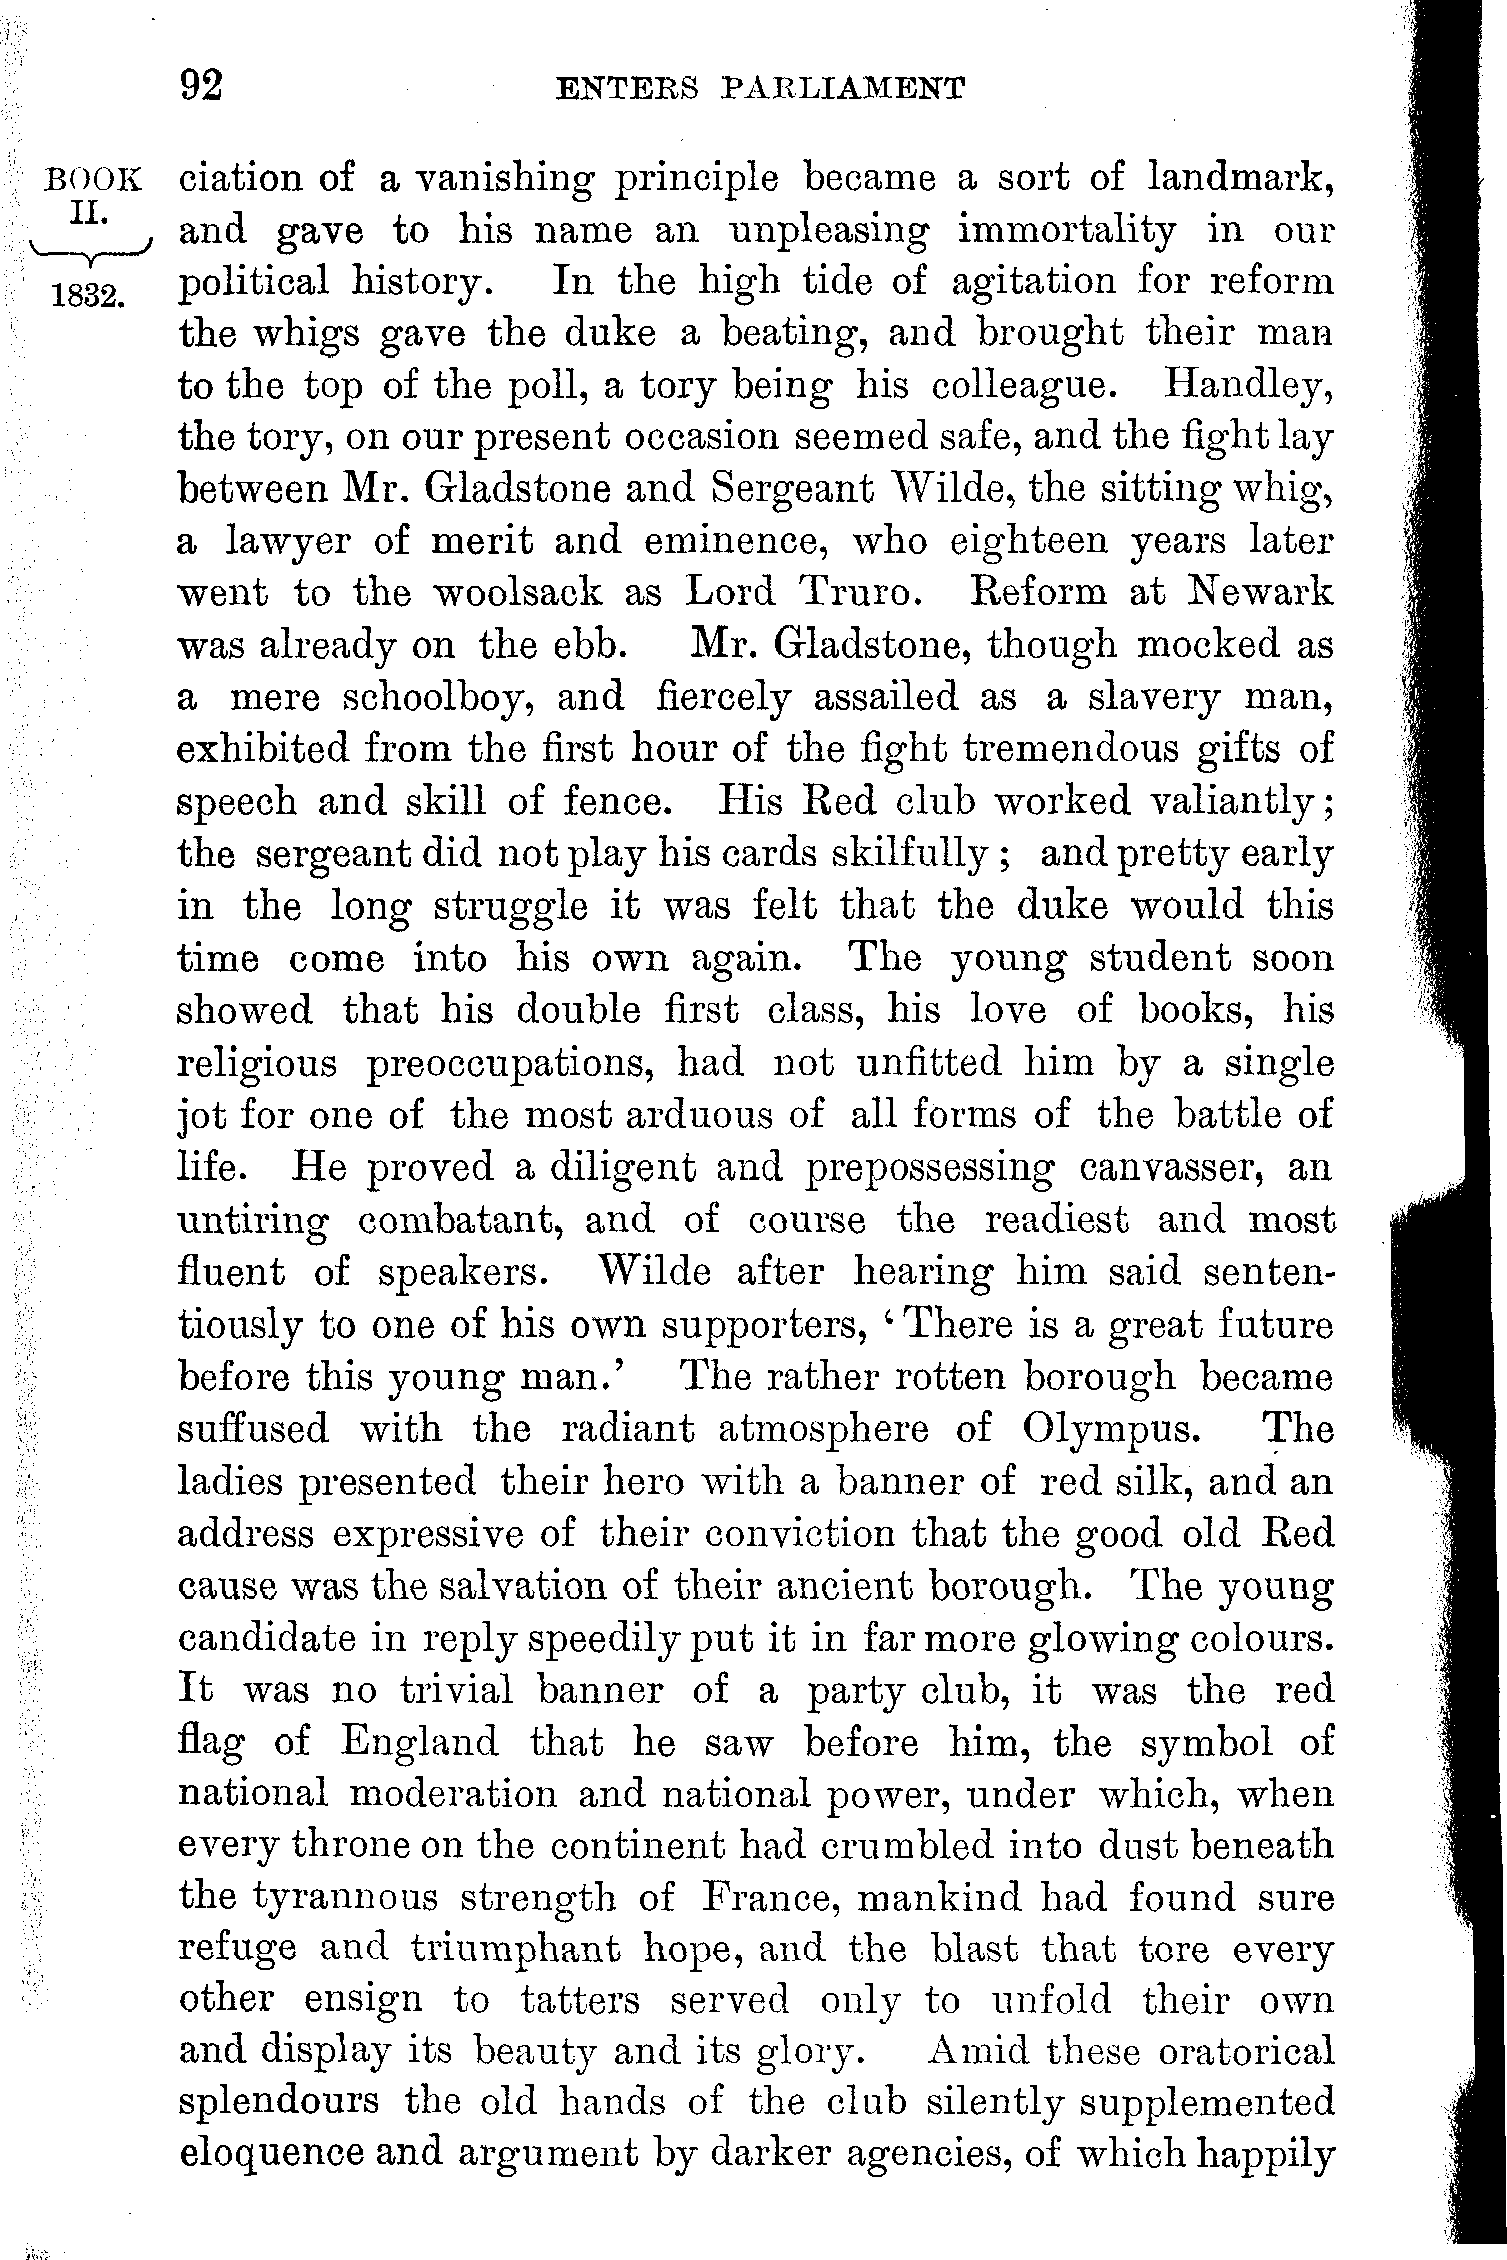 92 ENTERS PARLIAMENT
BOOK
II.
1832.
ciation of a vanishing principle became a sort of landmark,
and gave to his name an unpleasing immortality in our
political history. In the high tide of agitation for reform
the whigs gave the duke a beating, and brought their man
to the top of the poll, a tory being his colleague. Handley,
the tory, on our present occasion seemed safe, and the fight lay
between Mr. Gladstone and Sergeant Wilde, the sitting whig,
a lawyer of merit and eminence, who eighteen years later
went to the woolsack as Lord Truro. Reform at Newark
was already on the ebb. Mr. Gladstone, though mocked as
a mere schoolboy, and fiercely assailed as a slavery man,
exhibited from the first hour of the fight tremendous gifts of
speech and skill of fence. His Red club worked valiantly;
the sergeant did not play his cards skilfully; and pretty early
in the long struggle it was felt that the duke would this
time come into his own again. The young student soon
showed that his double first class, his love of books, his
religious preoccupations, had not unfitted him by a single
jot for one of the most arduous of all forms of the battle of
life. He proved a diligent and prepossessing canvasser, an
untiring combatant, and of course the readiest and most
fluent of speakers. Wilde after hearing him said senten-
tiously to one of his own supporters, ‘There is a great future
before this young man.’ The rather rotten borough became
suffused with the radiant atmosphere of Olympus. The
ladies presented their hero with a banner of red silk, and an
address expressive of their conviction that the good old Red
cause was the salvation of their ancient borough. The young
candidate in reply speedily put it in far more glowing colours.
It was no trivial banner of a party club, it was the red
flag of England that he saw before him, the symbol of
national moderation and national power, under which, when
every throne on the continent had crumbled into dust beneath
the tyrannous strength of France, mankind had found sure
refuge and triumphant hope, and the blast that tore every
other ensign to tatters served only to unfold their own
and display its beauty and its glory. Amid these oratorical
splendours the old hands of the club silently supplemented
eloquence and argument by darker agencies, of which happily